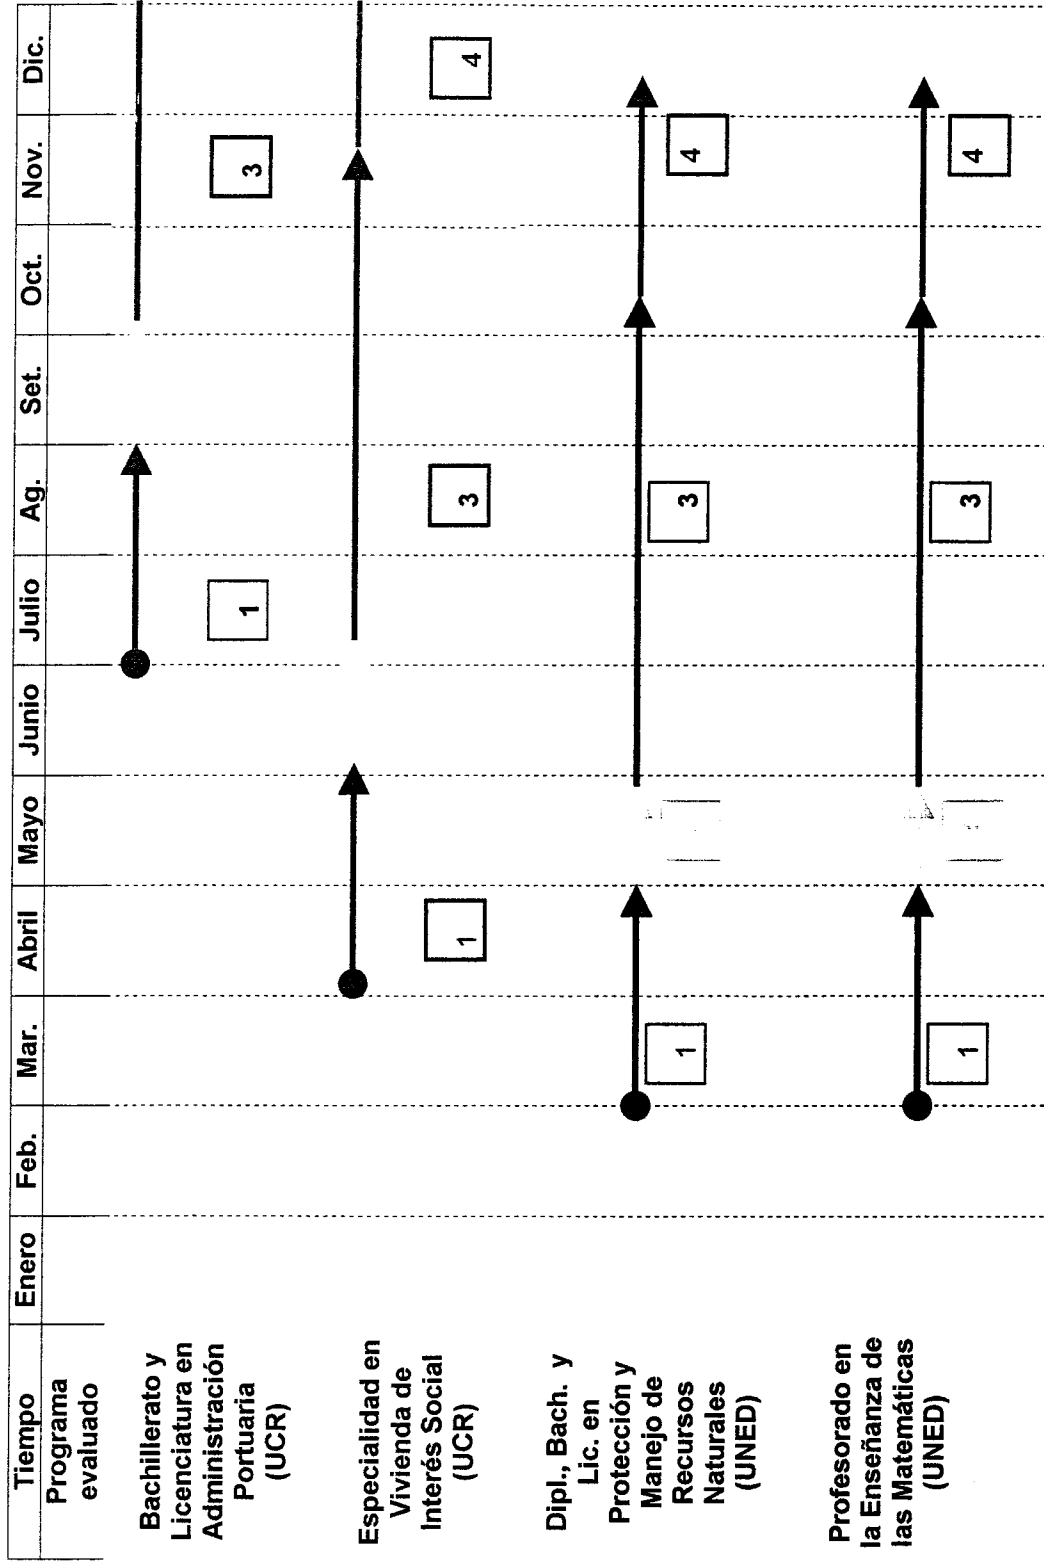 Tiempo Enero Feb. Mar. Abril Mayo Junio Julio Ag. Set. Oct. Nov. Dic.
Programa
evaluado
Bachillerato y
Licenciatura en
Administración
Portuaria
(UCR)
1 3
Especialidad en
Vivienda de
Interés Social
(UCR)
1 3 4
Dipl., Bach. y
Lic. en
Protección y
Manejo de
Recursos
Naturales
(UNED)
1 3 4
Profesorado en
la Enseñanza de
las Matemáticas
(UNED)
1 3 4